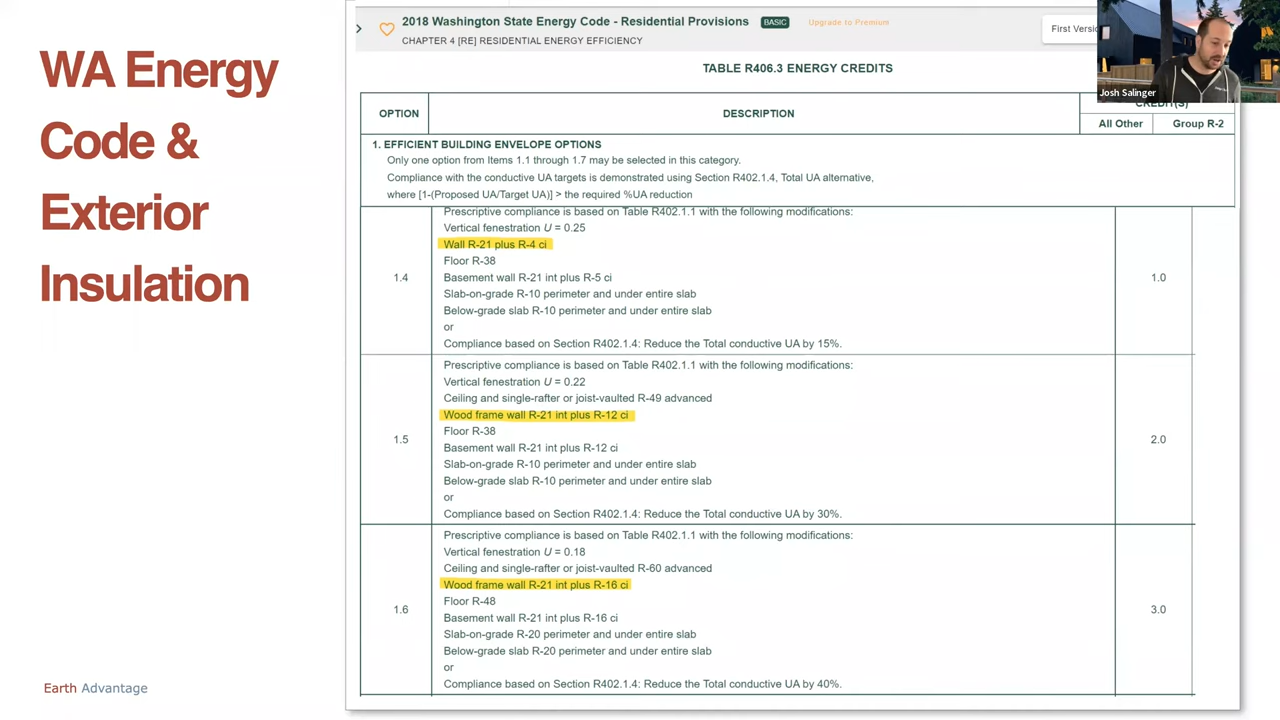 WA Energy
Code &
Exterior
Insulation
2018 Washington State Energy Code - Residential Provisions BASIC Upgrade to Premium
CHAPTER 4 [RE] RESIDENTIAL ENERGY EFFICIENCY
First Versio
Josh Salinger
TABLE R406.3 ENERGY CREDITS
OPTION DESCRIPTION CREDIT(S)
All Other Group R-2
1. EFFICIENT BUILDING ENVELOPE OPTIONS
Only one option from Items 1.1 through 1.7 may be selected in this category.
Compliance with the conductive UA targets is demonstrated using Section R402.1.4, Total UA alternative,
where [1-(Proposed UA/Target UA)] > the required %UA reduction
Prescriptive compliance is based on Table R402.1.1 with the following modifications:
Vertical fenestration U = 0.25
Wall R-21 plus R-4 ci
Floor R-38
1.4 Basement wall R-21 int plus R-5 ci 1.0
Slab-on-grade R-10 perimeter and under entire slab
Below-grade slab R-10 perimeter and under entire slab
or
Compliance based on Section R402.1.4: Reduce the Total conductive UA by 15%.
Prescriptive compliance is based on Table R402.1.1 with the following modifications:
Vertical fenestration U = 0.22
Ceiling and single-rafter or joist-vaulted R-49 advanced
Wood frame wall R-21 int plus R-12 ci
Floor R-38
1.5 2.0
Basement wall R-21 int plus R-12 ci
Slab-on-grade R-10 perimeter and under entire slab
Below-grade slab R-10 perimeter and under entire slab
or
Compliance based on Section R402.1.4: Reduce the Total conductive UA by 30%.
Prescriptive compliance is based on Table R402.1.1 with the following modifications:
Vertical fenestration U = 0.18
Ceiling and single-rafter or joist-vaulted R-60 advanced
Wood frame wall R-21 int plus R-16 ci
Floor R-48
1.6 3.0
Basement wall R-21 int plus R-16 ci
Slab-on-grade R-20 perimeter and under entire slab
Below-grade slab R-20 perimeter and under entire slab
or
Compliance based on Section R402.1.4: Reduce the Total conductive UA by 40%.
Earth Advantage